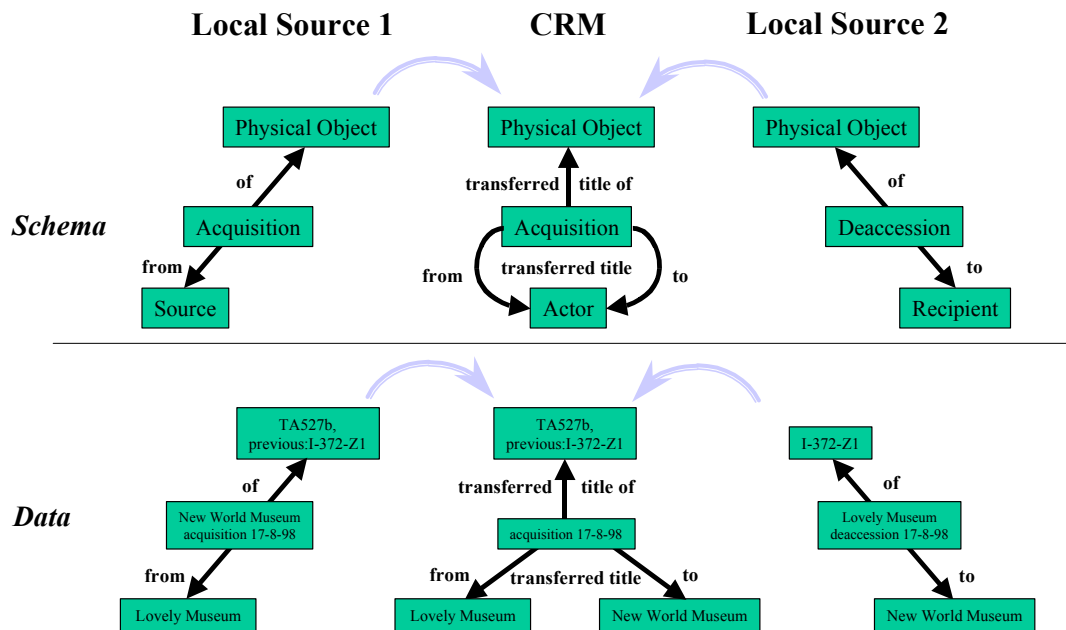 Local Source 1
CRM
Local Source 2
Physical Object
Physical Object
Physical Object
of
transferred title of
of
Schema
Acquisition
Acquisition
Deaccession
from
from
transferred title
to
to
Source
Actor
Recipient
TA527b,
previous:I-372-Z1
TA527b,
previous:I-372-Z1
I-372-Z1
of
transferred title of
of
Data
New World Museum
acquisition 17-8-98
acquisition 17-8-98
Lovely Museum
deaccession 17-8-98
from
from
transferred title
to
to
Lovely Museum
Lovely Museum
New World Museum
New World Museum